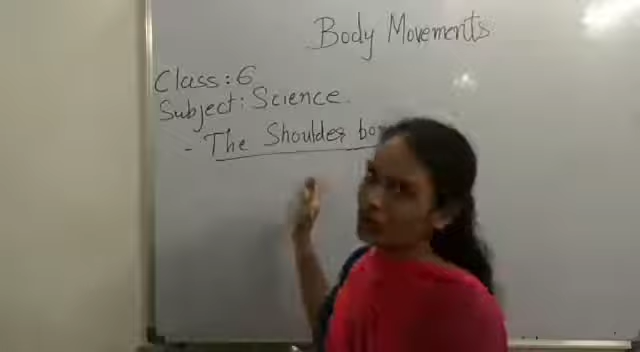 Body Movements
Class: 6
Subject: Science.
- The Shoulder